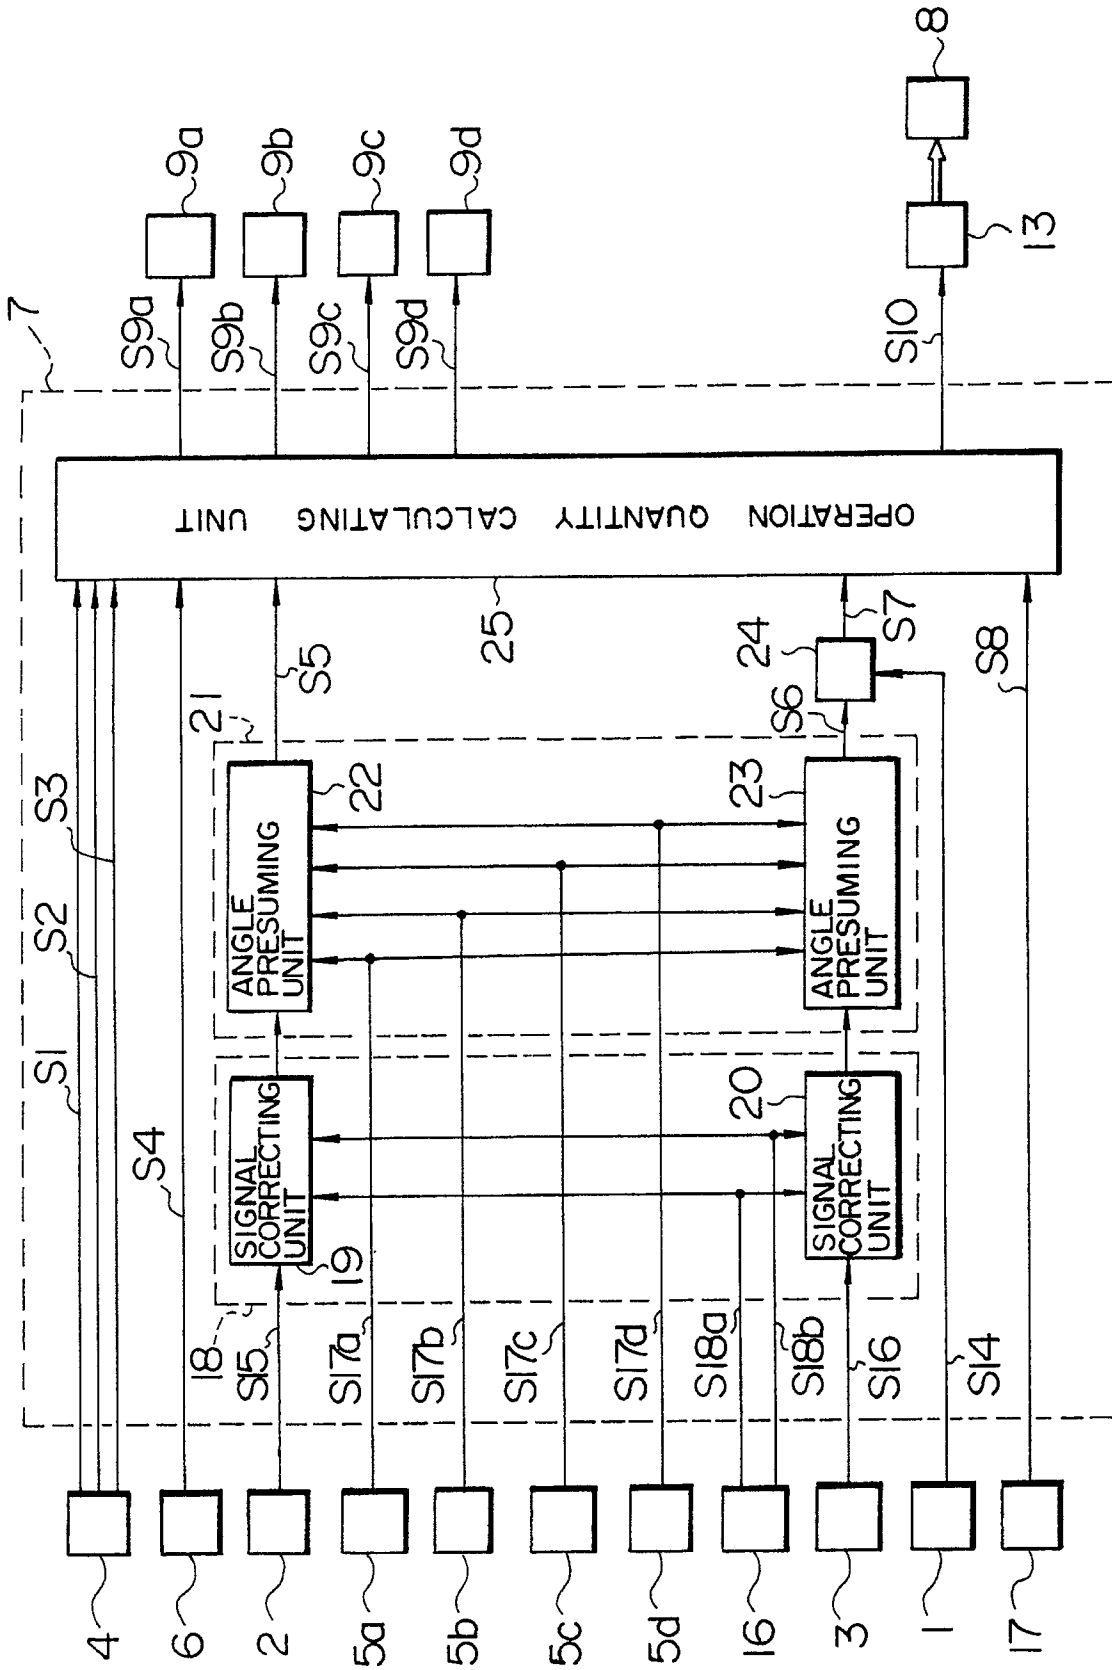 7
S1
S2
S3
S4
S5
S6
S7
S8
S9a
S9b
S9c
S9d
S10
9a
9b
9c
9d
13
8
OPERATION QUANTITY CALCULATING UNIT
25
24
21
22
ANGLE
PRESUMING
UNIT
23
ANGLE
PRESUMING
UNIT
18
19
SIGNAL
CORRECTING
UNIT
20
SIGNAL
CORRECTING
UNIT
S15
S17a
S17b
S17c
S17d
S18a
S18b
S16
S14
4
6
2
5a
5b
5c
5d
16
3
1
17